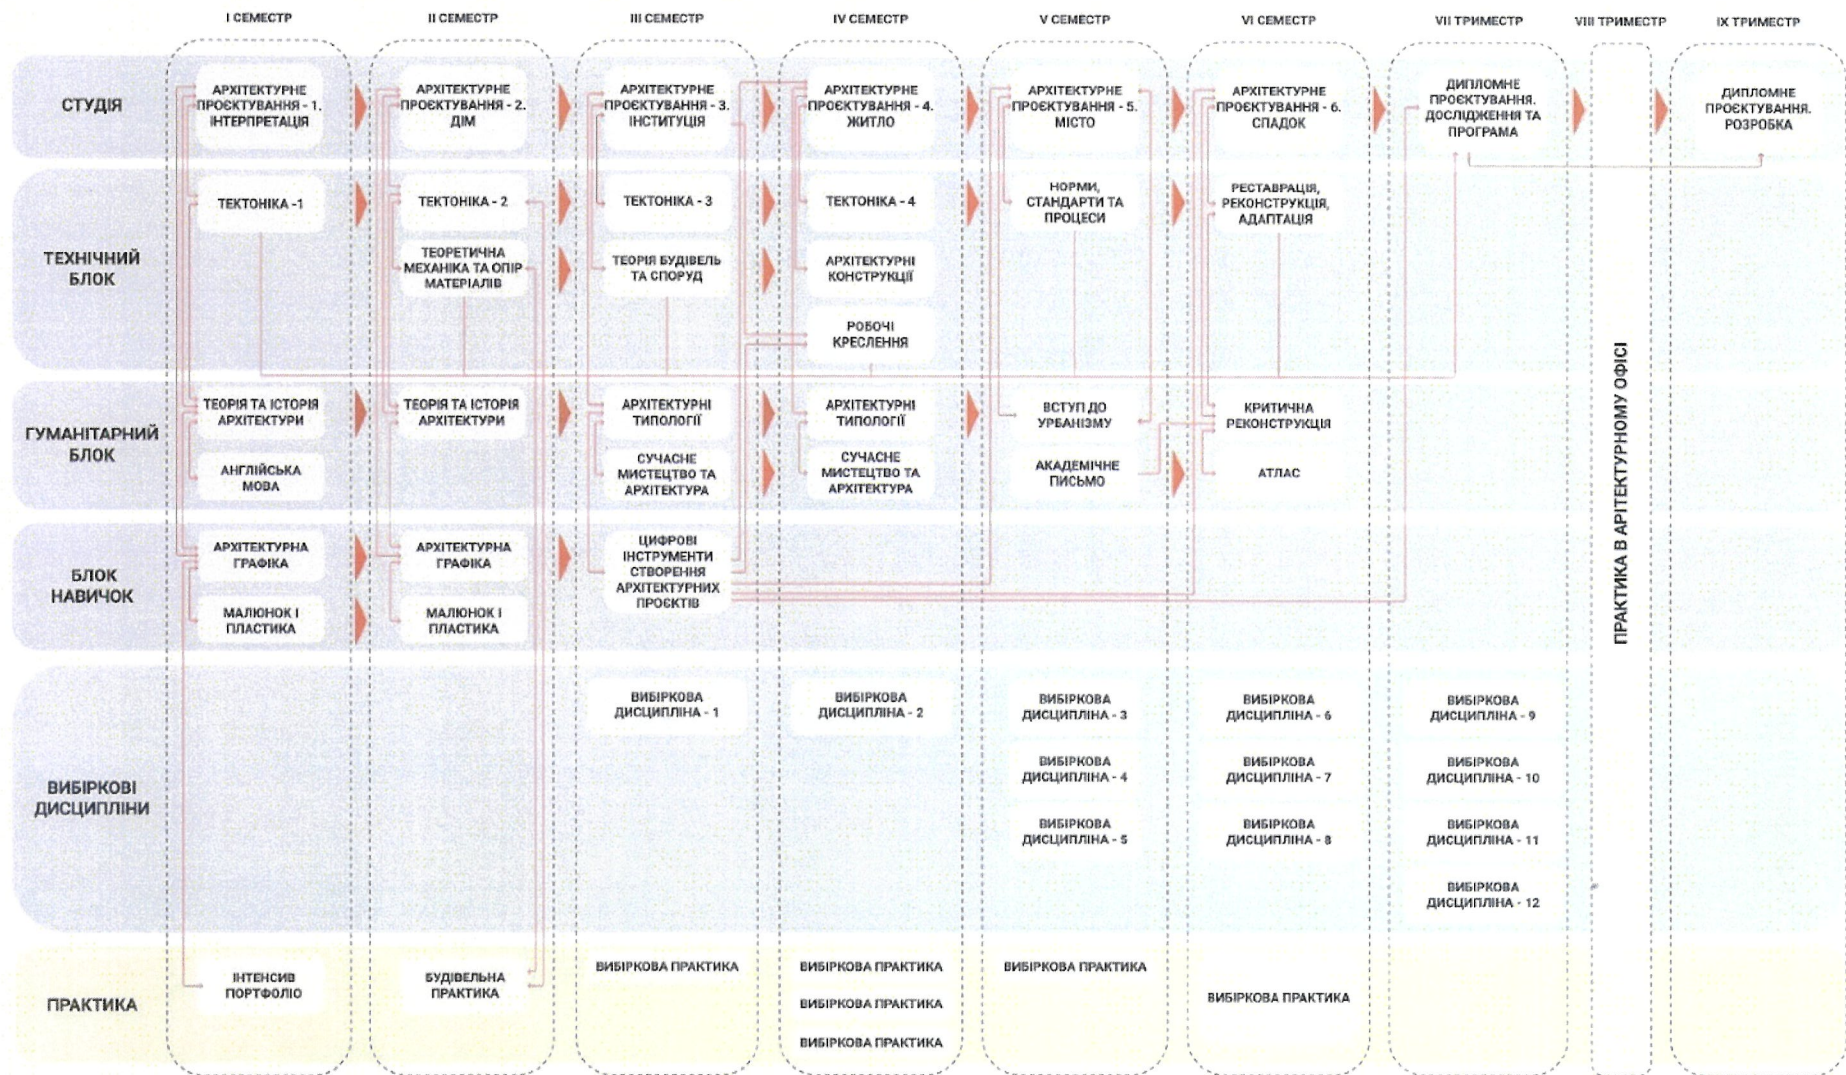 I СЕМЕСТР
II СЕМЕСТР
III СЕМЕСТР
IV СЕМЕСТР
V СЕМЕСТР
VI СЕМЕСТР
VII ТРИМЕСТР
VIII ТРИМЕСТР
IX ТРИМЕСТР
СТУДІЯ
АРХІТЕКТУРНЕ
ПРОЄКТУВАННЯ - 1.
ІНТЕРПРЕТАЦІЯ
АРХІТЕКТУРНЕ
ПРОЄКТУВАННЯ - 2.
ДІМ
АРХІТЕКТУРНЕ
ПРОЄКТУВАННЯ - 3.
ІНСТИТУЦІЯ
АРХІТЕКТУРНЕ
ПРОЄКТУВАННЯ - 4.
ЖИТЛО
АРХІТЕКТУРНЕ
ПРОЄКТУВАННЯ - 5.
МІСТО
АРХІТЕКТУРНЕ
ПРОЄКТУВАННЯ - 6.
СПАДОК
ДИПЛОМНЕ
ПРОЄКТУВАННЯ.
ДОСЛІДЖЕННЯ ТА
ПРОГРАМА
ДИПЛОМНЕ
ПРОЄКТУВАННЯ.
РОЗРОБКА
ТЕХНІЧНИЙ
БЛОК
ТЕКТОНІКА -1
ТЕКТОНІКА - 2
ТЕКТОНІКА - 3
ТЕКТОНІКА - 4
НОРМИ,
СТАНДАРТИ ТА
ПРОЦЕСИ
РЕСТАВРАЦІЯ,
РЕКОНСТРУКЦІЯ,
АДАПТАЦІЯ
ТЕОРЕТИЧНА
МЕХАНІКА ТА ОПІР
МАТЕРІАЛІВ
ТЕОРІЯ БУДІВЕЛЬ
ТА СПОРУД
АРХІТЕКТУРНІ
КОНСТРУКЦІЇ
РОБОЧІ
КРЕСЛЕННЯ
ГУМАНІТАРНИЙ
БЛОК
ТЕОРІЯ ТА ІСТОРІЯ
АРХІТЕКТУРИ
ТЕОРІЯ ТА ІСТОРІЯ
АРХІТЕКТУРИ
АРХІТЕКТУРНІ
ТИПОЛОГІЇ
АРХІТЕКТУРНІ
ТИПОЛОГІЇ
ВСТУП ДО
УРБАНІЗМУ
КРИТИЧНА
РЕКОНСТРУКЦІЯ
АНГЛІЙСЬКА
МОВА
СУЧАСНЕ
МИСТЕЦТВО ТА
АРХІТЕКТУРА
СУЧАСНЕ
МИСТЕЦТВО ТА
АРХІТЕКТУРА
АКАДЕМІЧНЕ
ПИСЬМО
АТЛАС
БЛОК
НАВИЧОК
АРХІТЕКТУРНА
ГРАФІКА
АРХІТЕКТУРНА
ГРАФІКА
ЦИФРОВІ
ІНСТРУМЕНТИ
СТВОРЕННЯ
АРХІТЕКТУРНИХ
ПРОЄКТІВ
МАЛЮНОК І
ПЛАСТИКА
МАЛЮНОК І
ПЛАСТИКА
ПРАКТИКА В АРІТЕКТУРНОМУ ОФІСІ
ВИБІРКОВІ
ДИСЦИПЛІНИ
ВИБІРКОВА
ДИСЦИПЛІНА - 1
ВИБІРКОВА
ДИСЦИПЛІНА - 2
ВИБІРКОВА
ДИСЦИПЛІНА - 3
ВИБІРКОВА
ДИСЦИПЛІНА - 6
ВИБІРКОВА
ДИСЦИПЛІНА - 9
ВИБІРКОВА
ДИСЦИПЛІНА - 4
ВИБІРКОВА
ДИСЦИПЛІНА - 7
ВИБІРКОВА
ДИСЦИПЛІНА - 10
ВИБІРКОВА
ДИСЦИПЛІНА - 5
ВИБІРКОВА
ДИСЦИПЛІНА - 8
ВИБІРКОВА
ДИСЦИПЛІНА - 11
ВИБІРКОВА
ДИСЦИПЛІНА - 12
ПРАКТИКА
ІНТЕНСИВ
ПОРТФОЛІО
БУДІВЕЛЬНА
ПРАКТИКА
ВИБІРКОВА ПРАКТИКА
ВИБІРКОВА ПРАКТИКА
ВИБІРКОВА ПРАКТИКА
ВИБІРКОВА ПРАКТИКА
ВИБІРКОВА ПРАКТИКА
ВИБІРКОВА ПРАКТИКА